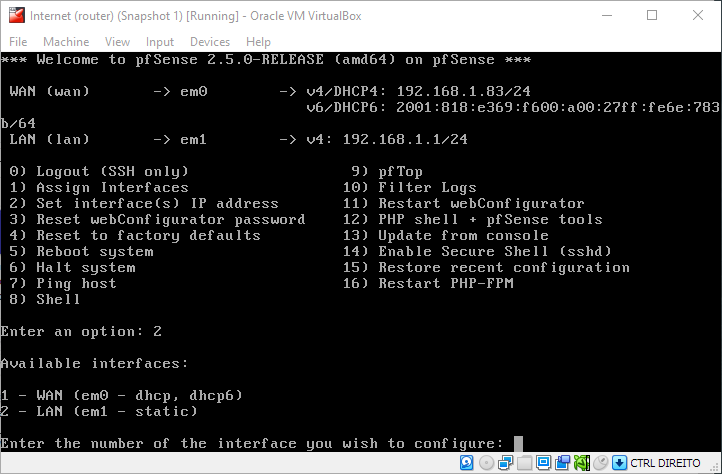 Internet (router) (Snapshot 1) [Running] - Oracle VM VirtualBox
File Machine View Input Devices Help
*** Welcome to pfSense 2.5.0-RELEASE (amd64) on pfSense ***
WAN (wan) -> em0 -> v4/DHCP4: 192.168.1.83/24
v6/DHCP6: 2001:818:e369:f600:a00:27ff:fe6e:783
b/64
LAN (lan) -> em1 -> v4: 192.168.1.1/24
0) Logout (SSH only) 9) pfTop
1) Assign Interfaces 10) Filter Logs
2) Set interface(s) IP address 11) Restart webConfigurator
3) Reset webConfigurator password 12) PHP shell + pfSense tools
4) Reset to factory defaults 13) Update from console
5) Reboot system 14) Enable Secure Shell (sshd)
6) Halt system 15) Restore recent configuration
7) Ping host 16) Restart PHP-FPM
8) Shell
Enter an option: 2
Available interfaces:
1 - WAN (em0 - dhcp, dhcp6)
2 - LAN (em1 - static)
Enter the number of the interface you wish to configure:
CTRL DIREITO